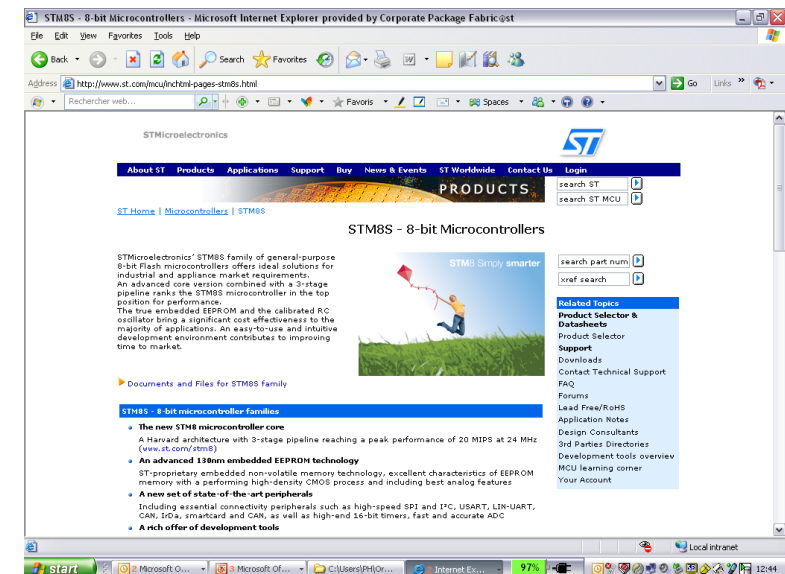 STM8S - 8-bit Microcontrollers - Microsoft Internet Explorer provided by Corporate Package Fabric@st
File Edit View Favorites Tools Help
Back Search Favorites
Address http://www.st.com/mcu/inchtml-pages-stm8s.html Go Links
Rechercher web... Favoris Spaces
STMicroelectronics
About ST Products Applications Support Buy News & Events ST Worldwide Contact Us Login
PRODUCTS
search ST
search ST MCU
ST Home | Microcontrollers | STM8S
STM8S - 8-bit Microcontrollers
STMicroelectronics' STM8S family of general-purpose
8-bit Flash microcontrollers offers ideal solutions for
industrial and appliance market requirements.
An advanced core version combined with a 3-stage
pipeline ranks the STM8S microcontroller in the top
position for performance.
The true embedded EEPROM and the calibrated RC
oscillator bring a significant cost effectiveness to the
majority of applications. An easy-to-use and intuitive
development environment contributes to improving
time to market.
STM8 Simply smarter
search part num
xref search
Related Topics
Product Selector &
Datasheets
Product Selector
Support
Downloads
Contact Technical Support
FAQ
Forums
Lead Free/RoHS
Application Notes
Design Consultants
3rd Parties Directories
Development tools overview
MCU learning corner
Your Account
Documents and Files for STM8S family
STM8S - 8-bit microcontroller families
The new STM8 microcontroller core
A Harvard architecture with 3-stage pipeline reaching a peak performance of 20 MIPS at 24 MHz
(www.st.com/stm8)
An advanced 130nm embedded EEPROM technology
ST-proprietary embedded non-volatile memory technology, excellent characteristics of EEPROM
memory with a performing high-density CMOS process and including best analog features
A new set of state-of-the-art peripherals
Including essential connectivity peripherals such as high-speed SPI and I²C, USART, LIN-UART,
CAN, IrDa, smartcard and CAN, as well as high-end 16-bit timers, fast and accurate ADC
A rich offer of development tools
Local intranet
start 2 Microsoft O... 3 Microsoft Of... C:\Users\PH\Or... 2 Internet Ex... 97% 12:44